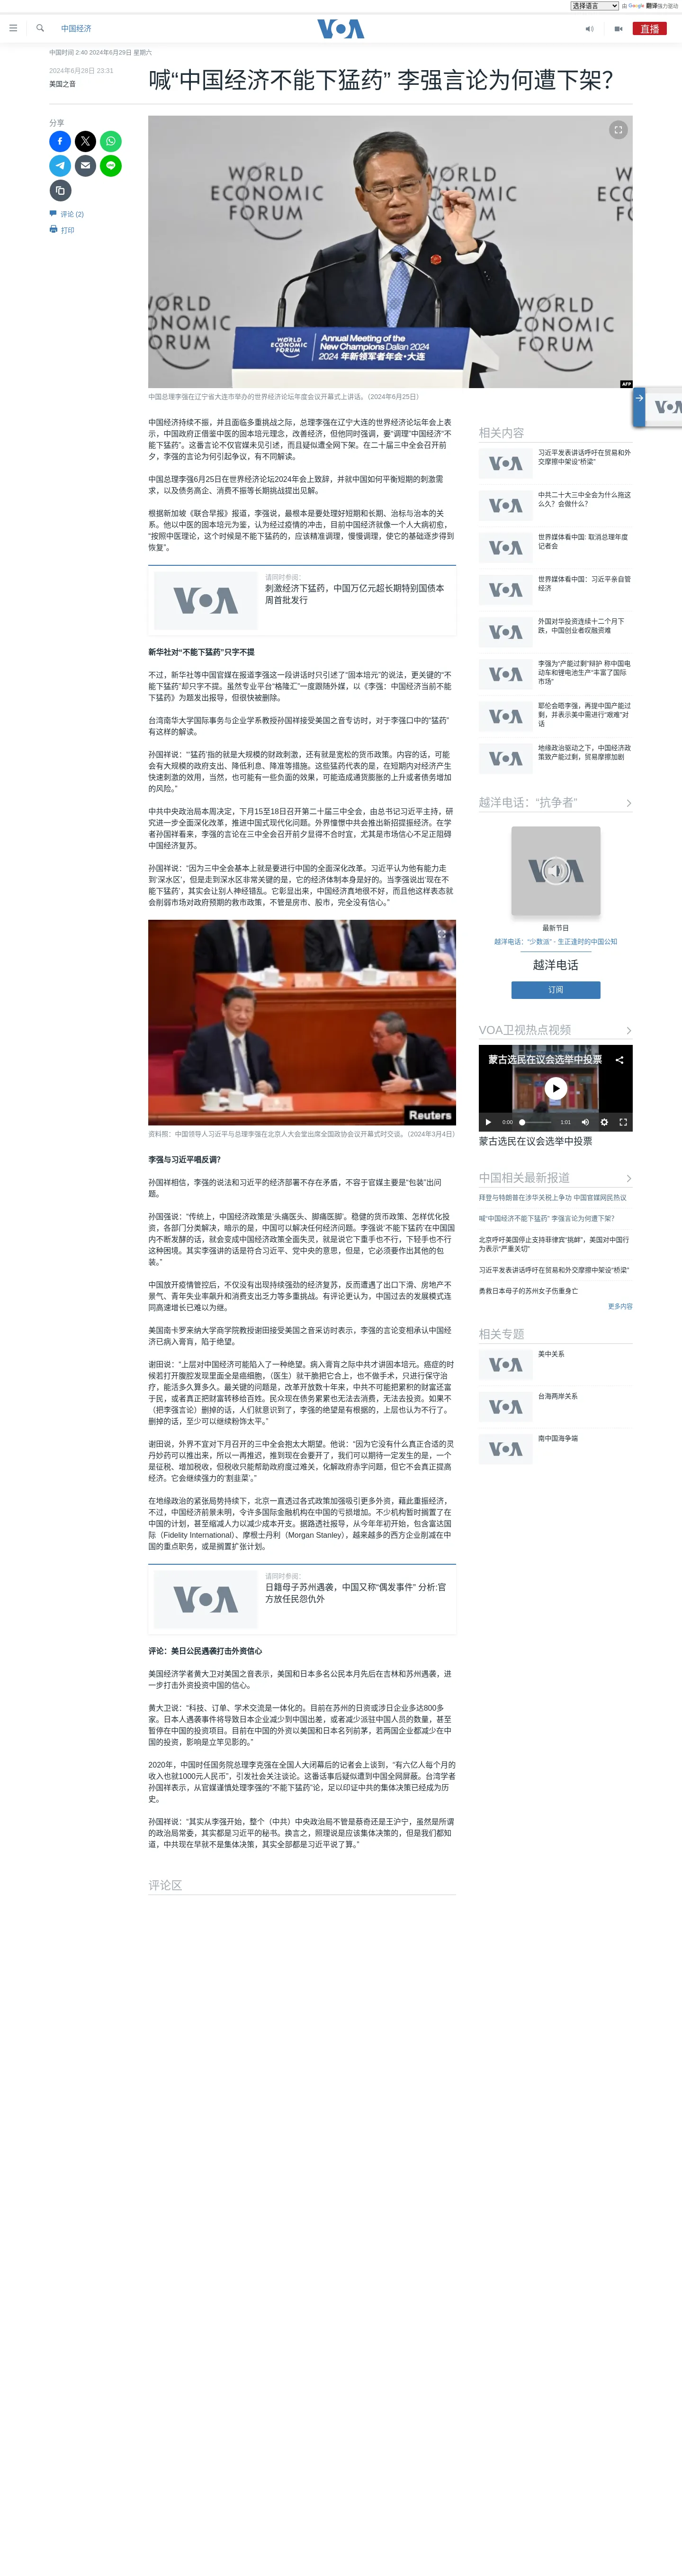 选择语言 由 Google 翻译强力驱动
中国经济
VOA
直播
中国时间 2:40 2024年6月29日 星期六
2024年6月28日 23:31
美国之音
喊“中国经济不能下猛药” 李强言论为何遭下架？
分享
评论 (2)
打印
WORLD ECONOMIC FORUM
WORLD ECONOMIC FORUM
Annual Meeting of the
New Champions Dalian 2024
2024 年新领军者年会·大连
AFP
中国总理李强在辽宁省大连市举办的世界经济论坛年度会议开幕式上讲话。（2024年6月25日）
中国经济持续不振，并且面临多重挑战之际，总理李强在辽宁大连的世界经济论坛年会上表
示，中国政府正借鉴中医的固本培元理念，改善经济，但他同时强调，要“调理”中国经济“不
能下猛药”。这番言论不仅官媒未见引述，而且疑似遭全网下架。在二十届三中全会召开前
夕，李强的言论为何引起争议，有不同解读。
中国总理李强6月25日在世界经济论坛2024年会上致辞，并就中国如何平衡短期的刺激需
求，以及债务高企、消费不振等长期挑战提出见解。
根据新加坡《联合早报》报道，李强说，最根本是要处理好短期和长期、治标与治本的关
系。他以中医的固本培元为鉴，认为经过疫情的冲击，目前中国经济就像一个人大病初愈，
“按照中医理论，这个时候是不能下猛药的，应该精准调理，慢慢调理，使它的基础逐步得到
恢复”。
请同时参阅：
刺激经济下猛药，中国万亿元超长期特别国债本
周首批发行
新华社对“不能下猛药”只字不提
不过，新华社等中国官媒在报道李强这一段讲话时只引述了“固本培元”的说法，更关键的“不
能下猛药”却只字不提。虽然专业平台“格隆汇”一度跟随外媒，以《李强：中国经济当前不能
下猛药》为题发出报导，但很快被删除。
台湾南华大学国际事务与企业学系教授孙国祥接受美国之音专访时，对于李强口中的“猛药”
有这样的解读。
孙国祥说：“‘猛药’指的就是大规模的财政刺激，还有就是宽松的货币政策。内容的话，可能
会有大规模的政府支出、降低利息、降准等措施。这些猛药代表的是，在短期内对经济产生
快速刺激的效用，当然，也可能有一些负面的效果，可能造成通货膨胀的上升或者债务增加
的风险。”
中共中央政治局本周决定，下月15至18日召开第二十届三中全会，由总书记习近平主持，研
究进一步全面深化改革，推进中国式现代化问题。外界憧憬中共会推出新招提振经济。在学
者孙国祥看来，李强的言论在三中全会召开前夕显得不合时宜，尤其是市场信心不足正阻碍
中国经济复苏。
孙国祥说：“因为三中全会基本上就是要进行中国的全面深化改革。习近平认为他有能力走
到‘深水区’，但是走到深水区非常关键的是，它的经济体制本身是好的。当李强说出‘现在不
能下猛药’，其实会让别人神经错乱。它彰显出来，中国经济真地很不好，而且他这样表态就
会削弱市场对政府预期的救市政策，不管是房市、股市，完全没有信心。”
Reuters
资料照：中国领导人习近平与总理李强在北京人大会堂出席全国政协会议开幕式时交谈。（2024年3月4日）
李强与习近平唱反调？
孙国祥相信，李强的说法和习近平的经济部署不存在矛盾，不容于官媒主要是“包装”出问
题。
孙国强说：“传统上，中国经济政策是‘头痛医头、脚痛医脚’。稳健的货币政策、怎样优化投
资，各部门分类解决，暗示的是，中国可以解决任何经济问题。李强说‘不能下猛药’在中国国
内不断发酵的话，就会变成中国经济政策全面失灵，就是说它下重手也不行，下轻手也不行
这种困境。其实李强讲的话是符合习近平、党中央的意思，但是，它必须要作出其他的包
装。”
中国放开疫情管控后，不仅没有出现持续强劲的经济复苏，反而遭遇了出口下滑、房地产不
景气、青年失业率飙升和消费支出乏力等多重挑战。有评论更认为，中国过去的发展模式连
同高速增长已难以为继。
美国南卡罗来纳大学商学院教授谢田接受美国之音采访时表示，李强的言论变相承认中国经
济已病入膏肓，陷于绝望。
谢田说：“上层对中国经济可能陷入了一种绝望。病入膏肓之际中共才讲固本培元。癌症的时
候若打开腹腔发现里面全是癌细胞，（医生）就干脆把它合上，也不做手术，只进行保守治
疗，能活多久算多久。最关键的问题是，改革开放数十年来，中共不可能把累积的财富还富
于民，或者真正把财富转移给百姓。民众现在债务累累也无法去消费，无法去投资。如果不
（把李强言论）删掉的话，人们就意识到了，李强的绝望是有根据的，上层也认为不行了。
删掉的话，至少可以继续粉饰太平。”
谢田说，外界不宜对下月召开的三中全会抱太大期望。他说：“因为它没有什么真正合适的灵
丹妙药可以推出来，所以一再推迟，推到现在会要开了，我们可以期待一定发生的是，一个
是征税、增加税收，但税收只能帮助政府度过难关，化解政府赤字问题，但它不会真正提高
经济。它会继续强力的‘割韭菜’。”
在地缘政治的紧张局势持续下，北京一直透过各式政策加强吸引更多外资，藉此重振经济，
不过，中国经济前景未明，令许多国际金融机构在中国的亏损增加。不少机构暂时搁置了在
中国的计划，甚至缩减人力以减少成本开支。据路透社报导，从今年年初开始，包含富达国
际（Fidelity International）、摩根士丹利（Morgan Stanley），越来越多的西方企业削减在中
国的重点职务，或是搁置扩张计划。
请同时参阅：
日籍母子苏州遇袭，中国又称“偶发事件” 分析：官
方放任民怨仇外
评论：美日公民遇袭打击外资信心
美国经济学者黄大卫对美国之音表示，美国和日本多名公民本月先后在吉林和苏州遇袭，进
一步打击外资投资中国的信心。
黄大卫说：“科技、订单、学术交流是一体化的。目前在苏州的日资或涉日企业多达800多
家。日本人遇袭事件将导致日本企业减少到中国出差，或者减少派驻中国人员的数量，甚至
暂停在中国的投资项目。目前在中国的外资以美国和日本名列前茅，若两国企业都减少在中
国的投资，影响是立竿见影的。”
2020年，中国时任国务院总理李克强在全国人大闭幕后的记者会上谈到，“有六亿人每个月的
收入也就1000元人民币”，引发社会关注谈论。这番话事后疑似遭到中国全网屏蔽。台湾学者
孙国祥表示，从官媒谨慎处理李强的“不能下猛药”论，足以印证中共的集体决策已经成为历
史。
孙国祥说：“其实从李强开始，整个（中共）中央政治局不管是蔡奇还是王沪宁，虽然是所谓
的政治局常委，其实都是习近平的秘书。换言之，照理说是应该集体决策的，但是我们都知
道，中共现在早就不是集体决策，其实全部都是习近平说了算。”
评论区
相关内容
习近平发表讲话呼吁在贸易和外
交摩擦中架设“桥梁”
中共二十大三中全会为什么拖这
么久？会做什么？
世界媒体看中国: 取消总理年度
记者会
世界媒体看中国：习近平亲自管
经济
外国对华投资连续十二个月下
跌，中国创业者叹融资难
李强为“产能过剩”辩护 称中国电
动车和锂电池生产“丰富了国际
市场”
耶伦会晤李强，再提中国产能过
剩，并表示美中需进行“艰难”对
话
地缘政治驱动之下，中国经济政
策致产能过剩，贸易摩擦加剧
越洋电话：“抗争者”
最新节目
越洋电话：“少数派” - 生正逢时的中国公知
越洋电话
订阅
VOA卫视热点视频
蒙古选民在议会选举中投票
0:00 1:01
蒙古选民在议会选举中投票
中国相关最新报道
拜登与特朗普在涉华关税上争功 中国官媒网民热议
喊“中国经济不能下猛药” 李强言论为何遭下架？
北京呼吁美国停止支持菲律宾“挑衅”，美国对中国行
为表示“严重关切”
习近平发表讲话呼吁在贸易和外交摩擦中架设“桥梁”
勇救日本母子的苏州女子伤重身亡
更多内容
相关专题
美中关系
台海两岸关系
南中国海争端